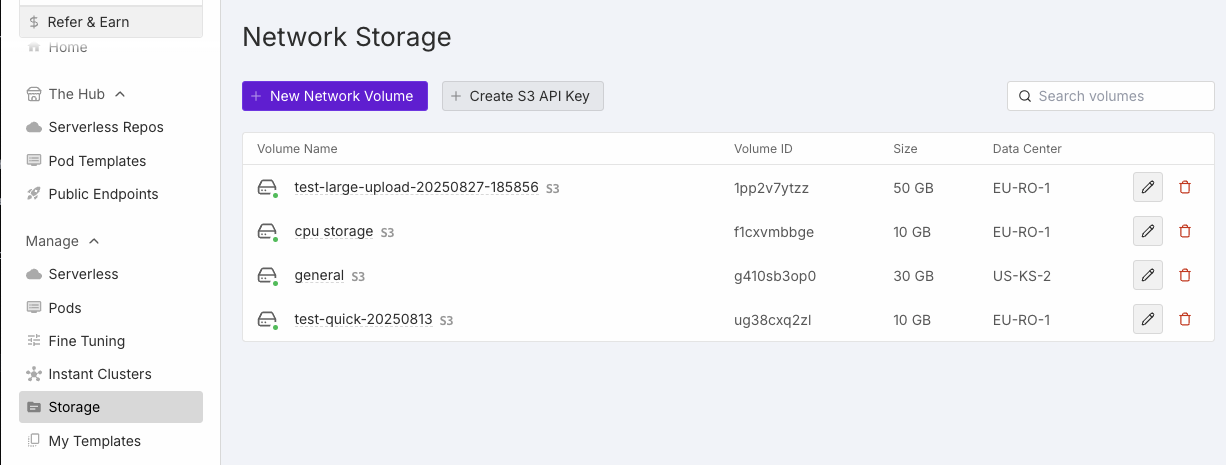 Refer & Earn
Home
The Hub
Serverless Repos
Pod Templates
Public Endpoints
Manage
Serverless
Pods
Fine Tuning
Instant Clusters
Storage
My Templates
Network Storage
New Network Volume
Create S3 API Key
Search volumes
Volume Name Volume ID Size Data Center
test-large-upload-20250827-185856 S3 1pp2v7ytzz 50 GB EU-RO-1
cpu storage S3 f1cxvmbbge 10 GB EU-RO-1
general S3 g410sb3op0 30 GB US-KS-2
test-quick-20250813 S3 ug38cxq2zl 10 GB EU-RO-1